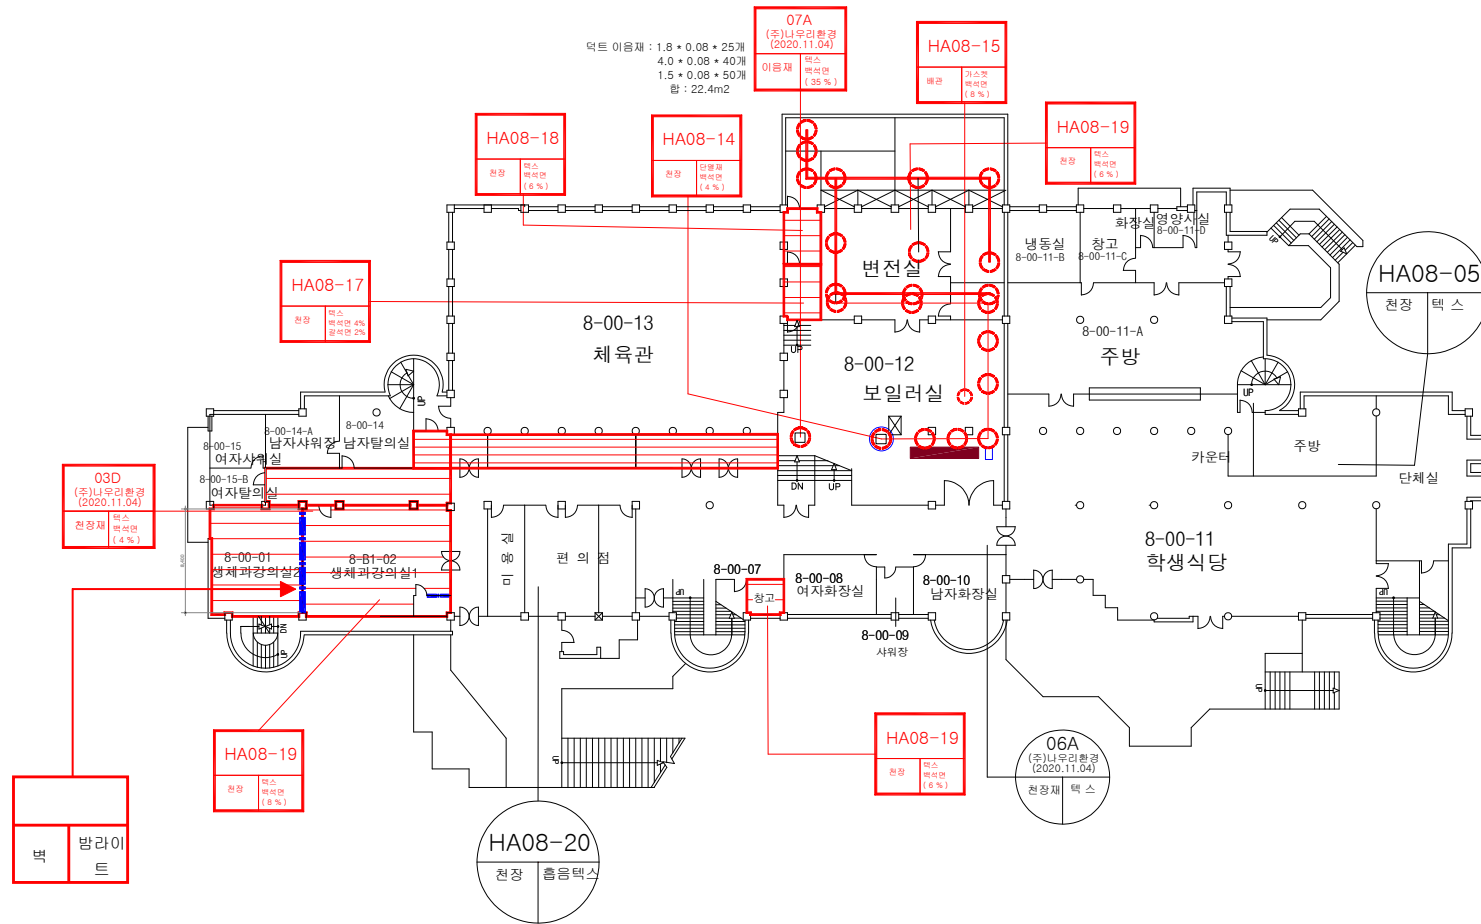 덕트 이음재 : 1.8 * 0.08 * 25개
4.0 * 0.08 * 40개
1.5 * 0.08 * 50개
합 : 22.4m2
07A
(주)나우리환경
(2020.11.04)
이음재
텍스
백석면
( 35 % )
HA08-15
배관
가스켓
백석면
( 8 % )
HA08-18
천장
텍스
백석면
( 6 % )
HA08-14
천장
단열재
백석면
( 4 % )
HA08-19
천장
텍스
백석면
( 6 % )
HA08-17
천장
텍스
백석면 4%
갈석면 2%
HA08-05
천장
텍 스
화장실
영양사실
8-00-11-D
냉동실
8-00-11-B
창고
8-00-11-C
변전실
UP
8-00-13
체육관
UP
8-00-12
보일러실
8-00-11-A
주방
UP
UP
8-00-14-A
남자샤워장
8-00-14
남자탈의실
8-00-15
여자샤워실
8-00-15-B
여자탈의실
카운터
주방
단체실
03D
(주)나우리환경
(2020.11.04)
천장재
텍스
백석면
( 4 % )
DN
UP
8-00-01
생체과강의실2
8-B1-02
생체과강의실1
미 용 실
편 의 점
8-00-07
창고
8-00-08
여자화장실
8-00-10
남자화장실
8-00-09
샤워장
8-00-11
학생식당
UP
UP
DN
UP
UP
UP
HA08-19
천장
텍스
백석면
( 8 % )
HA08-19
천장
텍스
백석면
( 6 % )
06A
(주)나우리환경
(2020.11.04)
천장재
텍 스
HA08-20
천장
흡음텍스
벽
밤라이
트